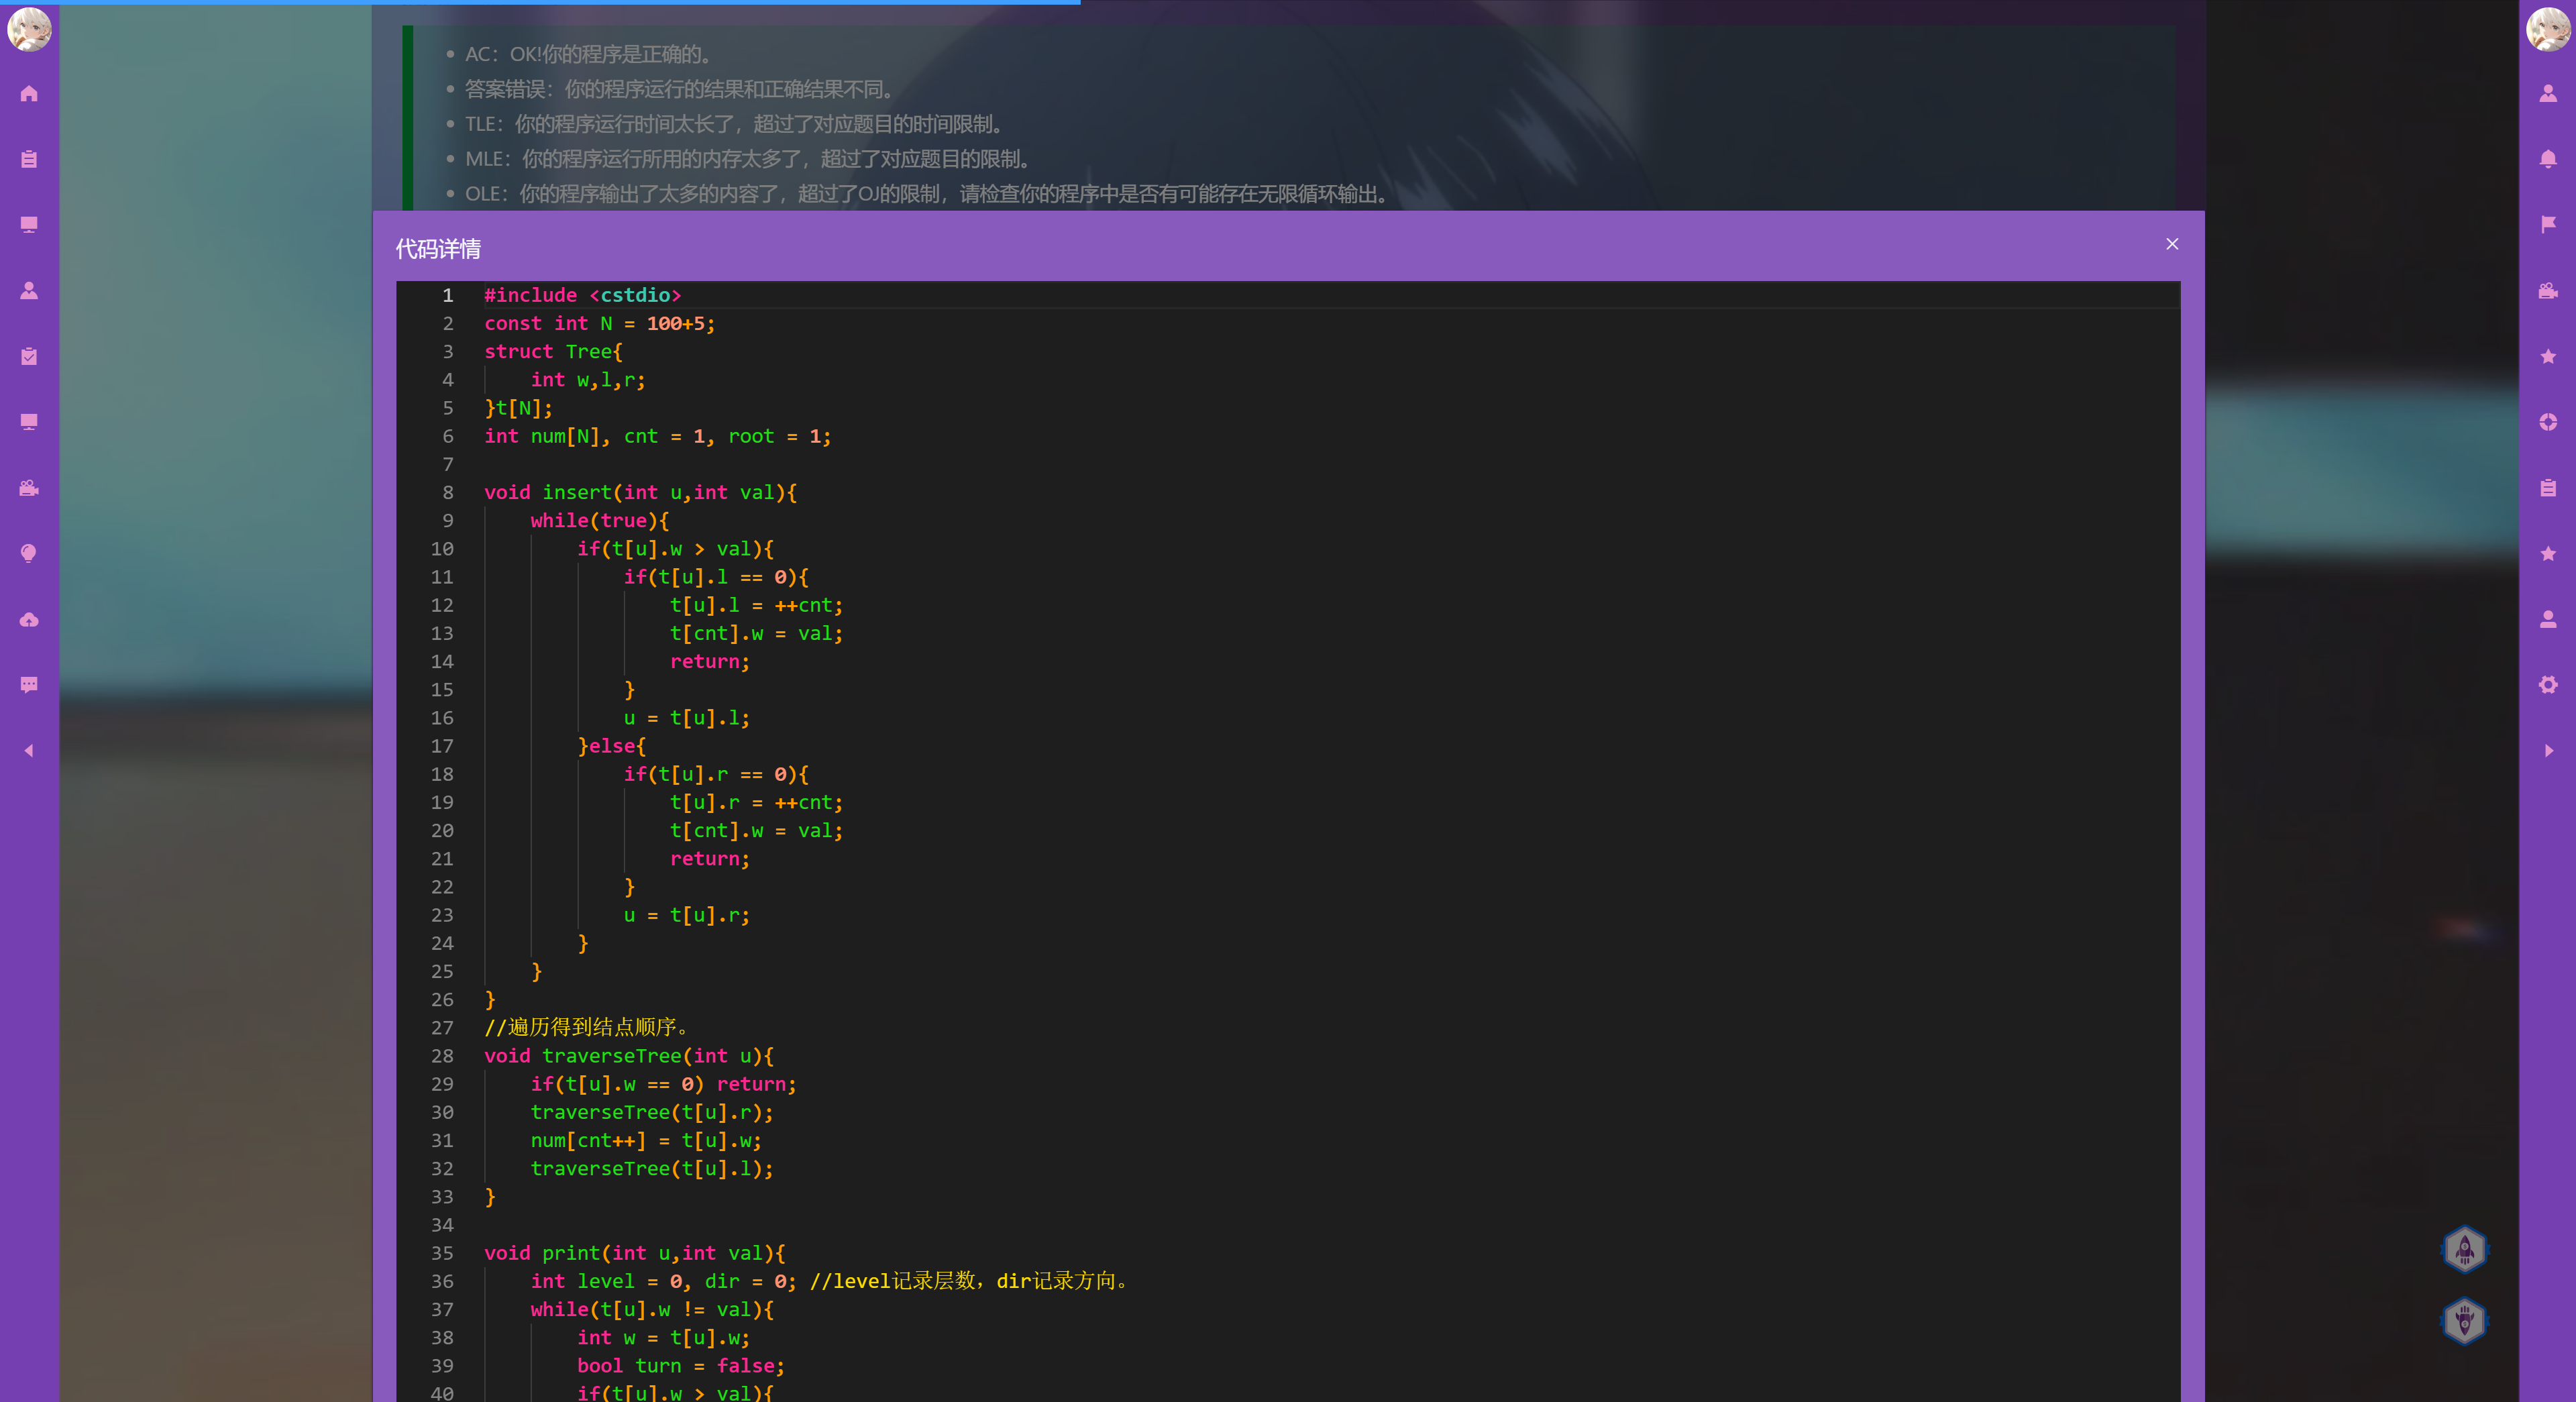 AC：OK!你的程序是正确的。
答案错误：你的程序运行的结果和正确结果不同。
TLE：你的程序运行时间太长了，超过了对应题目的时间限制。
MLE：你的程序运行所用的内存太多了，超过了对应题目的限制。
OLE：你的程序输出了太多的内容了，超过了OJ的限制，请检查你的程序中是否有可能存在无限循环输出。
代码详情
1 #include <cstdio>
2 const int N = 100+5;
3 struct Tree{
4     int w,l,r;
5 }t[N];
6 int num[N], cnt = 1, root = 1;
7
8 void insert(int u,int val){
9     while(true){
10         if(t[u].w > val){
11             if(t[u].l == 0){
12                 t[u].l = ++cnt;
13                 t[cnt].w = val;
14                 return;
15             }
16             u = t[u].l;
17         }else{
18             if(t[u].r == 0){
19                 t[u].r = ++cnt;
20                 t[cnt].w = val;
21                 return;
22             }
23             u = t[u].r;
24         }
25     }
26 }
27 //遍历得到结点顺序。
28 void traverseTree(int u){
29     if(t[u].w == 0) return;
30     traverseTree(t[u].r);
31     num[cnt++] = t[u].w;
32     traverseTree(t[u].l);
33 }
34
35 void print(int u,int val){
36     int level = 0, dir = 0; //level记录层数，dir记录方向。
37     while(t[u].w != val){
38         int w = t[u].w;
39         bool turn = false;
40         if(t[u].w > val){